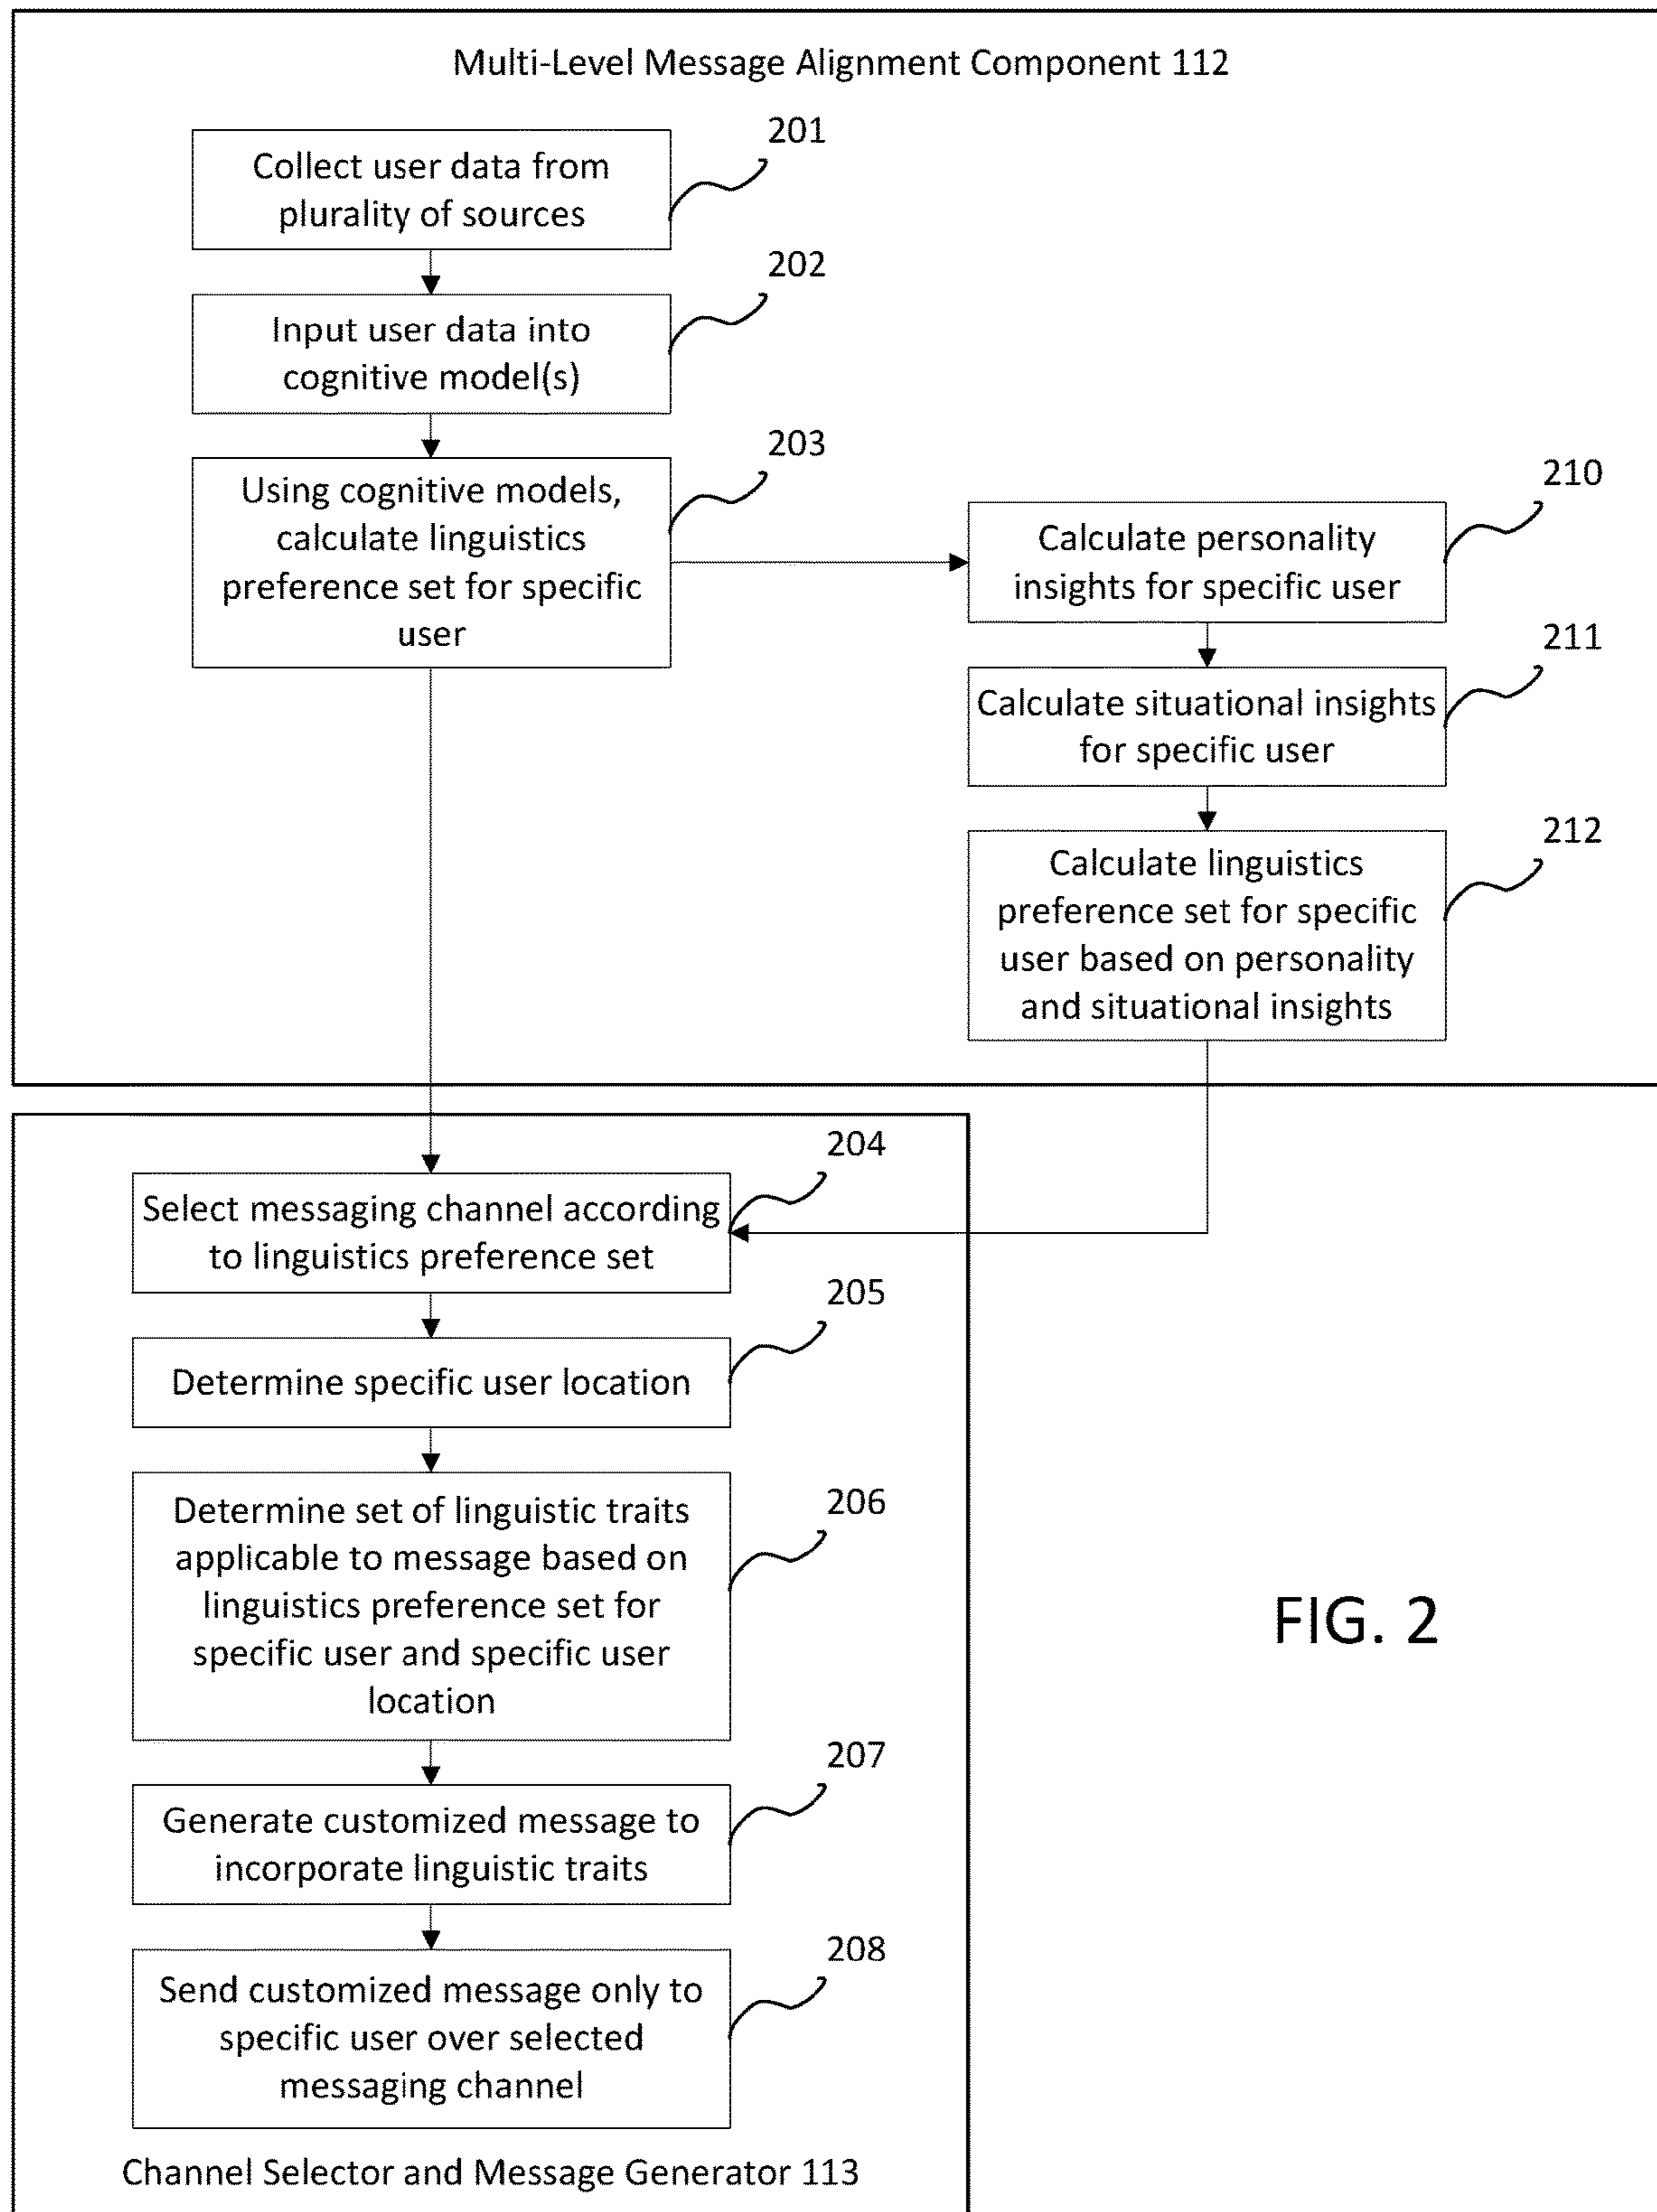 Multi-Level Message Alignment Component 112
201
Collect user data from
plurality of sources
202
Input user data into
cognitive model(s)
203
Using cognitive models,
calculate linguistics
preference set for specific
user
210
Calculate personality
insights for specific user
211
Calculate situational insights
for specific user
212
Calculate linguistics
preference set for specific
user based on personality
and situational insights
204
Select messaging channel according
to linguistics preference set
205
Determine specific user location
206
Determine set of linguistic traits
applicable to message based on
linguistics preference set for
specific user and specific user
location
207
Generate customized message to
incorporate linguistic traits
208
Send customized message only to
specific user over selected
messaging channel
Channel Selector and Message Generator 113
FIG. 2